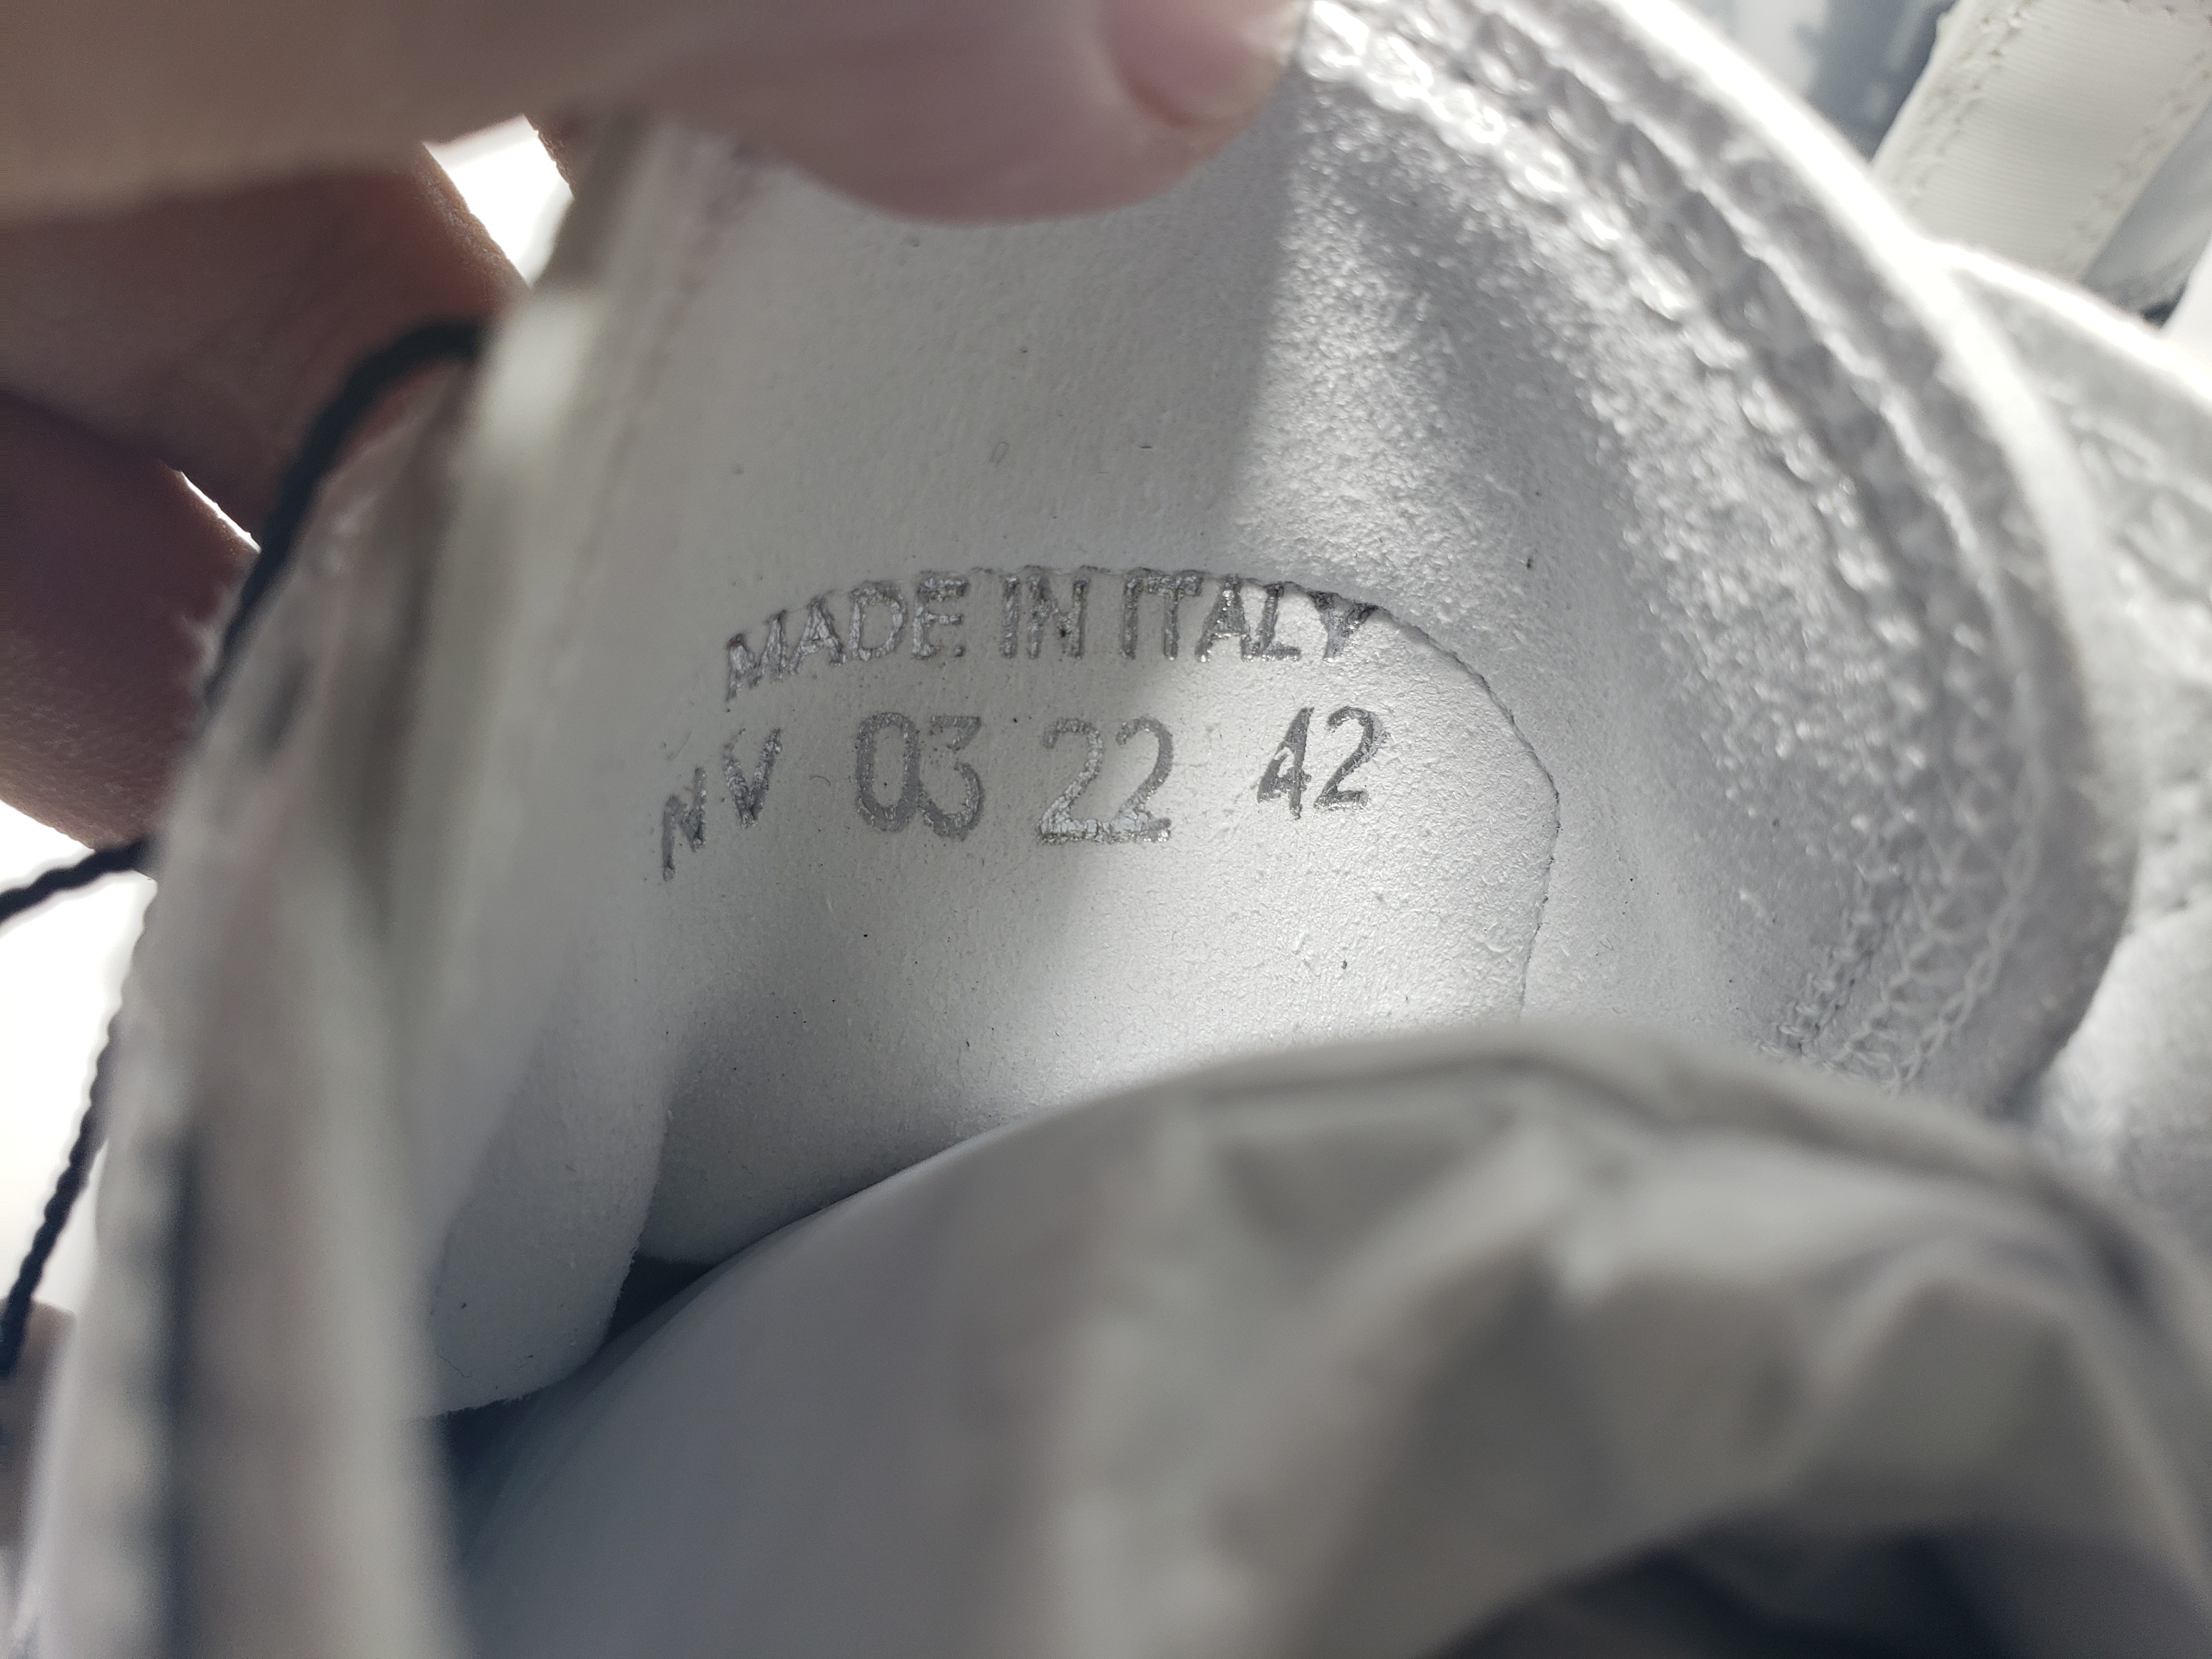 MADE IN ITALY
NV 03 22 42